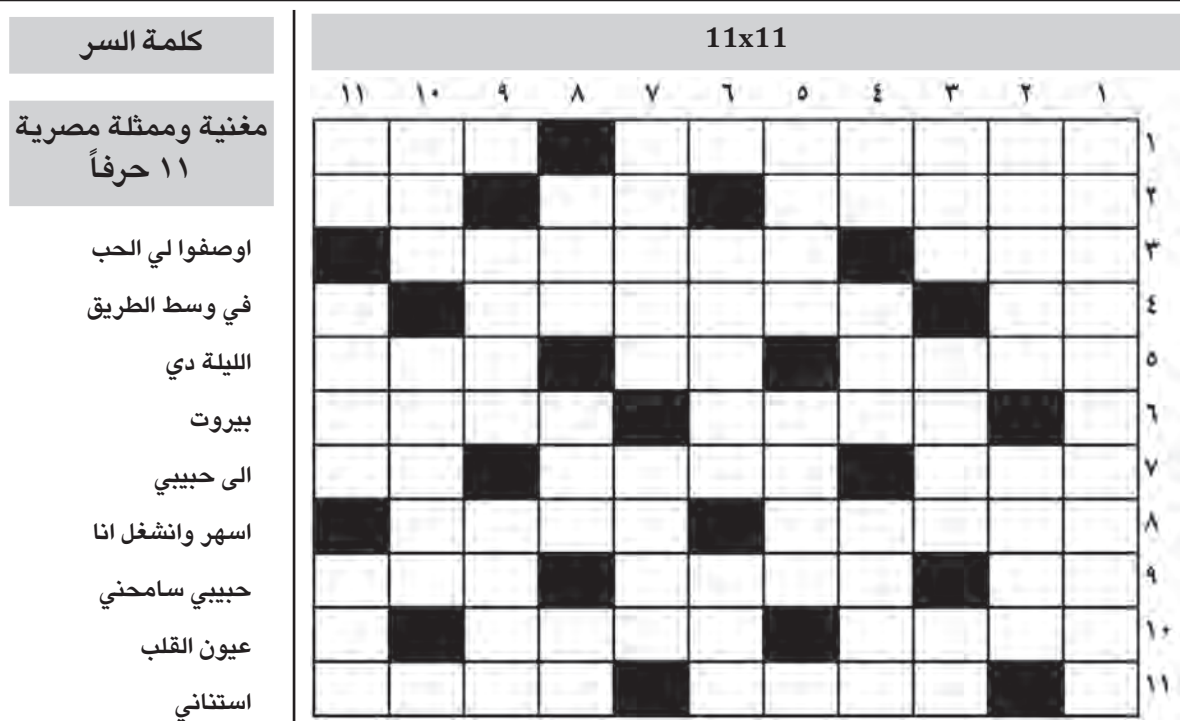 11x11
١ ٢ ٣ ٤ ٥ ٦ ٧ ٨ ٩ ١٠ ١١
١
٢
٣
٤
٥
٦
٧
٨
٩
١٠
١١
كلمة السر
مغنية وممثلة مصرية
١١ حرفاً
اوصفوا لي الحب
في وسط الطريق
الليلة دي
بيروت
الى حبيبي
اسهر وانشغل انا
حبيبي سامحني
عيون القلب
استناني